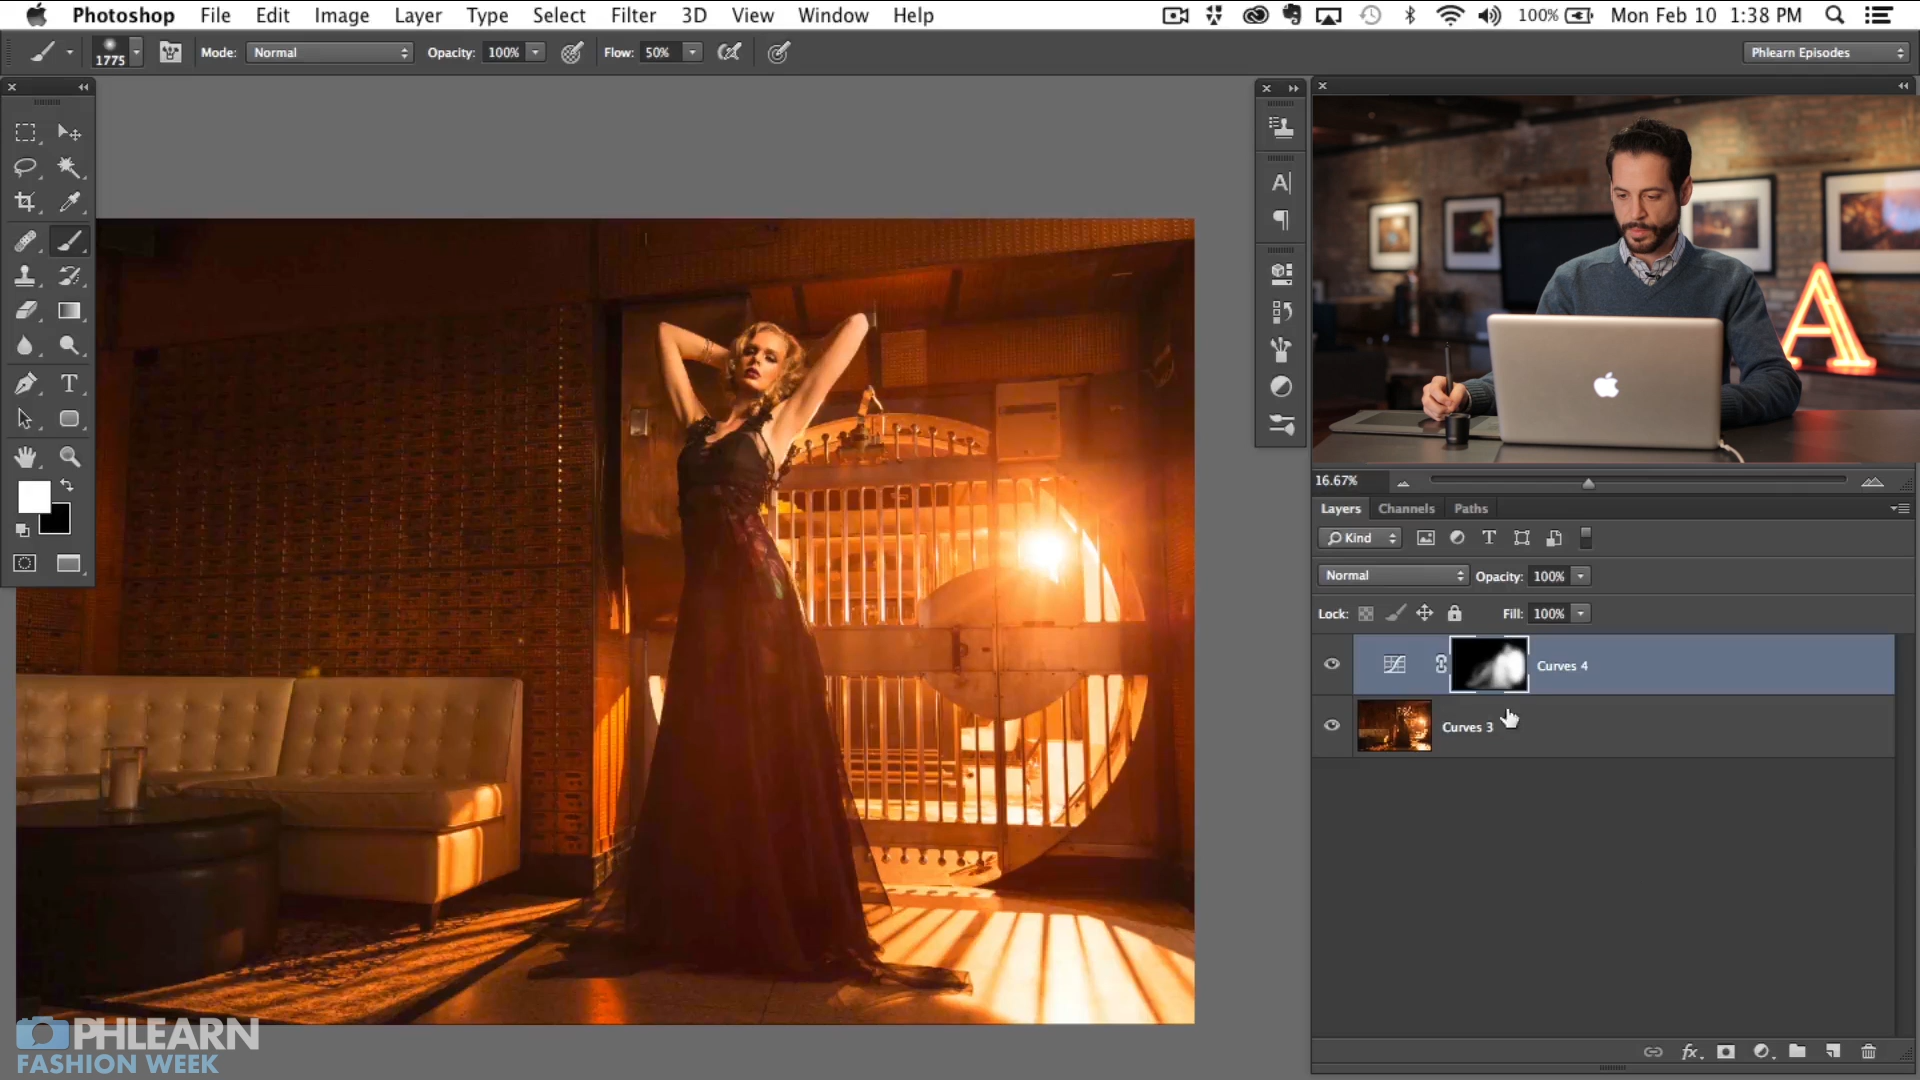 Photoshop File Edit Image Layer Type Select Filter 3D View Window Help 100% Mon Feb 10 1:38 PM
1775 Mode: Normal Opacity: 100% Flow: 50% Phlearn Episodes
A
T
16.67%
Layers Channels Paths
Kind
Normal Opacity: 100%
Lock: Fill: 100%
Curves 4
Curves 3
fx
PHLEARN
FASHION WEEK